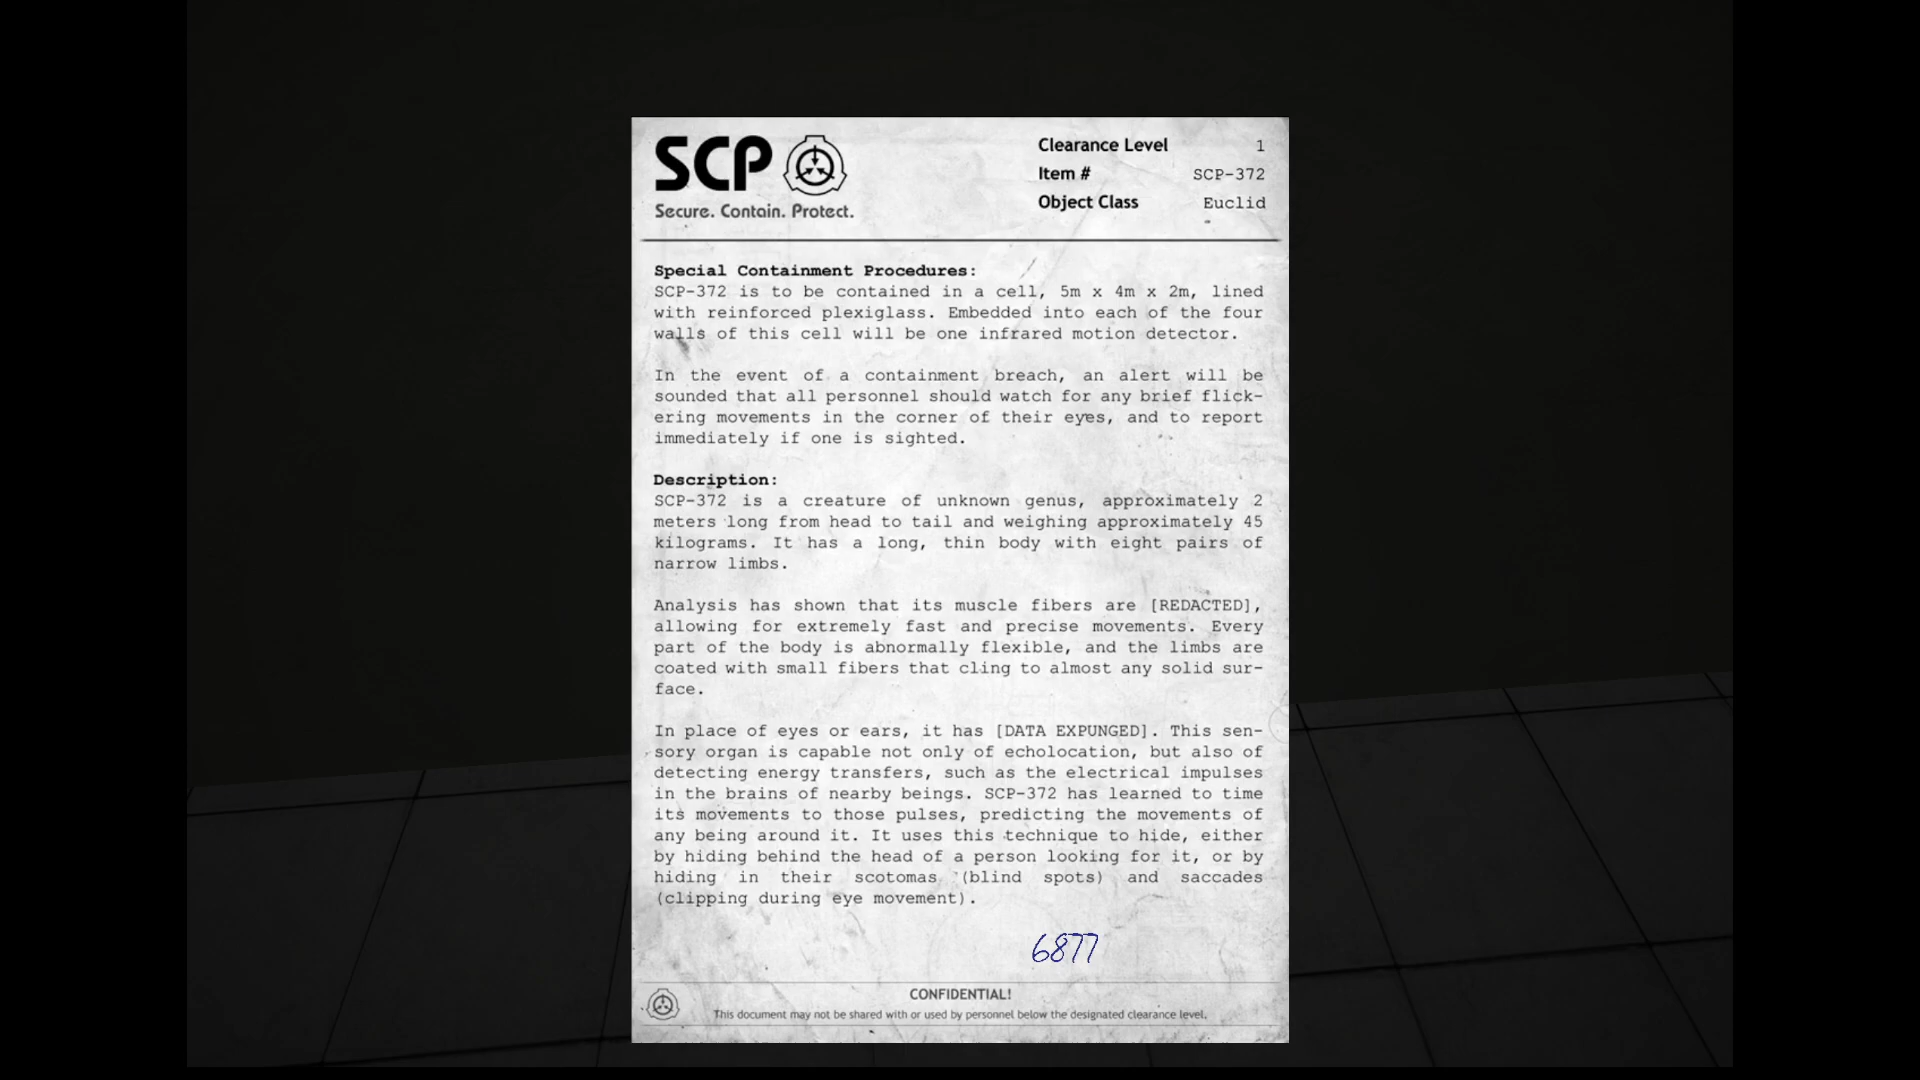 SCP
Secure. Contain. Protect.
Clearance Level 1
Item # SCP-372
Object Class Euclid
Special Containment Procedures:
SCP-372 is to be contained in a cell, 5m x 4m x 2m, lined
with reinforced plexiglass. Embedded into each of the four
walls of this cell will be one infrared motion detector.
In the event of a containment breach, an alert will be
sounded that all personnel should watch for any brief flick-
ering movements in the corner of their eyes, and to report
immediately if one is sighted.
Description:
SCP-372 is a creature of unknown genus, approximately 2
meters long from head to tail and weighing approximately 45
kilograms. It has a long, thin body with eight pairs of
narrow limbs.
Analysis has shown that its muscle fibers are [REDACTED],
allowing for extremely fast and precise movements. Every
part of the body is abnormally flexible, and the limbs are
coated with small fibers that cling to almost any solid sur-
face.
In place of eyes or ears, it has [DATA EXPUNGED]. This sen-
sory organ is capable not only of echolocation, but also of
detecting energy transfers, such as the electrical impulses
in the brains of nearby beings. SCP-372 has learned to time
its movements to those pulses, predicting the movements of
any being around it. It uses this technique to hide, either
by hiding behind the head of a person looking for it, or by
hiding in their scotomas (blind spots) and saccades
(clipping during eye movement).
6877
CONFIDENTIAL!
This document may not be shared with or used by personnel below the designated clearance level.